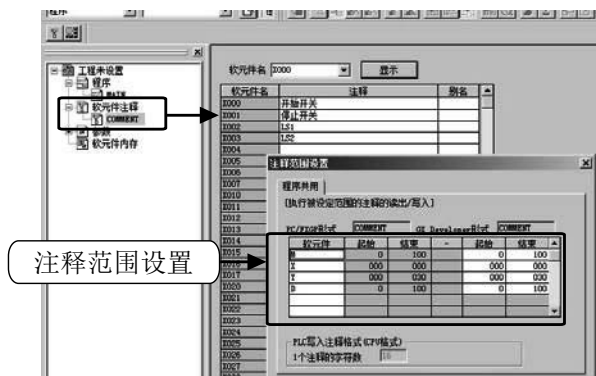 工程未设置
程序
MAIN
软元件注释
COMMENT
参数
软元件内存
软元件名 X000 显示
软元件名 注释 别名
X000 开始开关
X001 停止开关
X002 LS1
X003 LS2
X004
X005
X006
X007
X010
X011
X012
X013
X014
X017
X020
X021
X022
X023
X024
X025
X026
X027
注释范围设置
程序共用
[执行被设定范围的注释的读出/写入]
PC/FXGP格式 COMMENT GX Developer格式 COMMENT
软元件 起始 结束 - 起始 结束
M 0 100 0 100
X 000 000 000 000
Y 000 030 000 030
D 0 100 0 100
PLC写入注释格式(CPU格式)
1个注释的字符数 16
注释范围设置